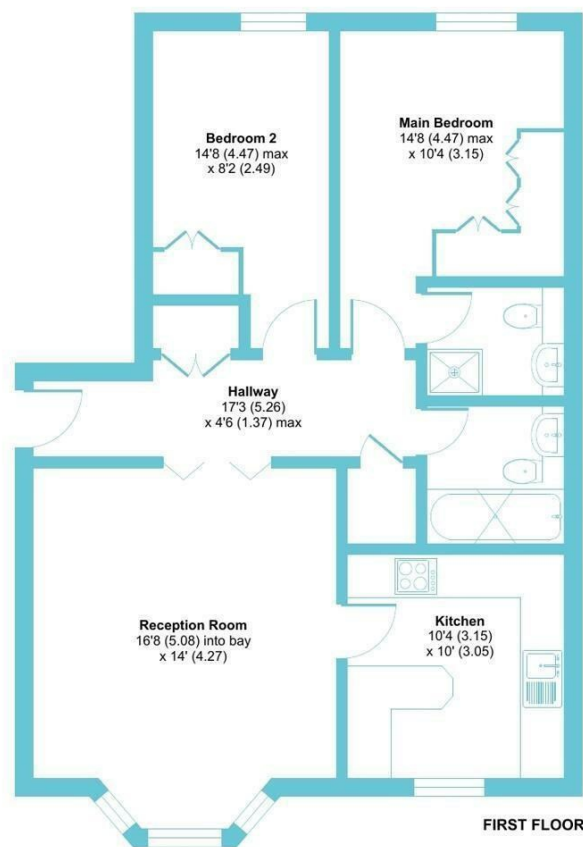 Bedroom 2
14'8 (4.47) max
x 8'2 (2.49)
Main Bedroom
14'8 (4.47) max
x 10'4 (3.15)
Hallway
17'3 (5.26)
x 4'6 (1.37) max
Reception Room
16'8 (5.08) into bay
x 14' (4.27)
Kitchen
10'4 (3.15)
x 10' (3.05)
FIRST FLOOR